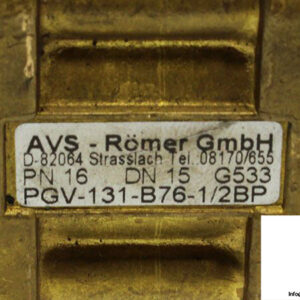 AVS - Römer GmbH
D-82064 Strasslach Tel.:08170/655
PN 16 DN 15 G533
PGV-131-B76-1/2BP